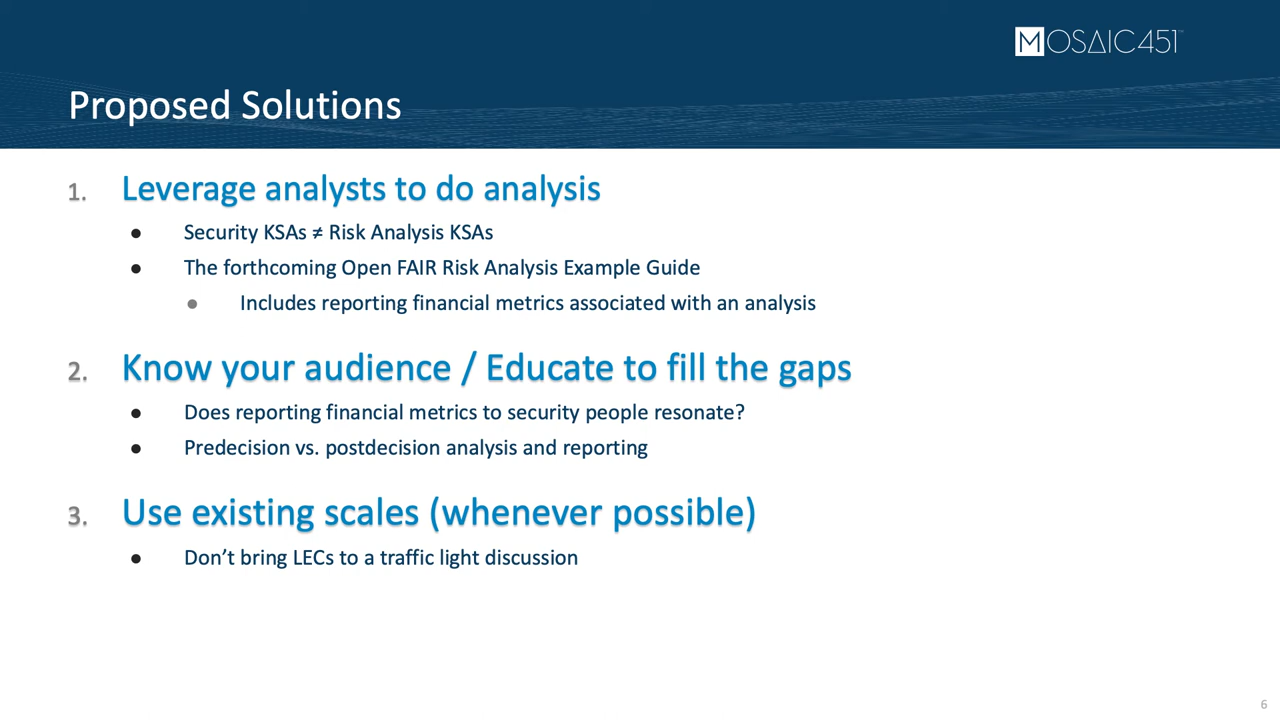 MOSAIC451
Proposed Solutions
1. Leverage analysts to do analysis
● Security KSAs ≠ Risk Analysis KSAs
● The forthcoming Open FAIR Risk Analysis Example Guide
● Includes reporting financial metrics associated with an analysis
2. Know your audience / Educate to fill the gaps
● Does reporting financial metrics to security people resonate?
● Predecision vs. postdecision analysis and reporting
3. Use existing scales (whenever possible)
● Don’t bring LECs to a traffic light discussion
6